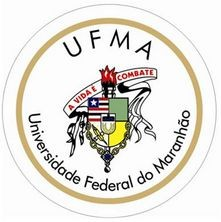 UFMA
A VIDA É COMBATE
Universidade Federal do Maranhão